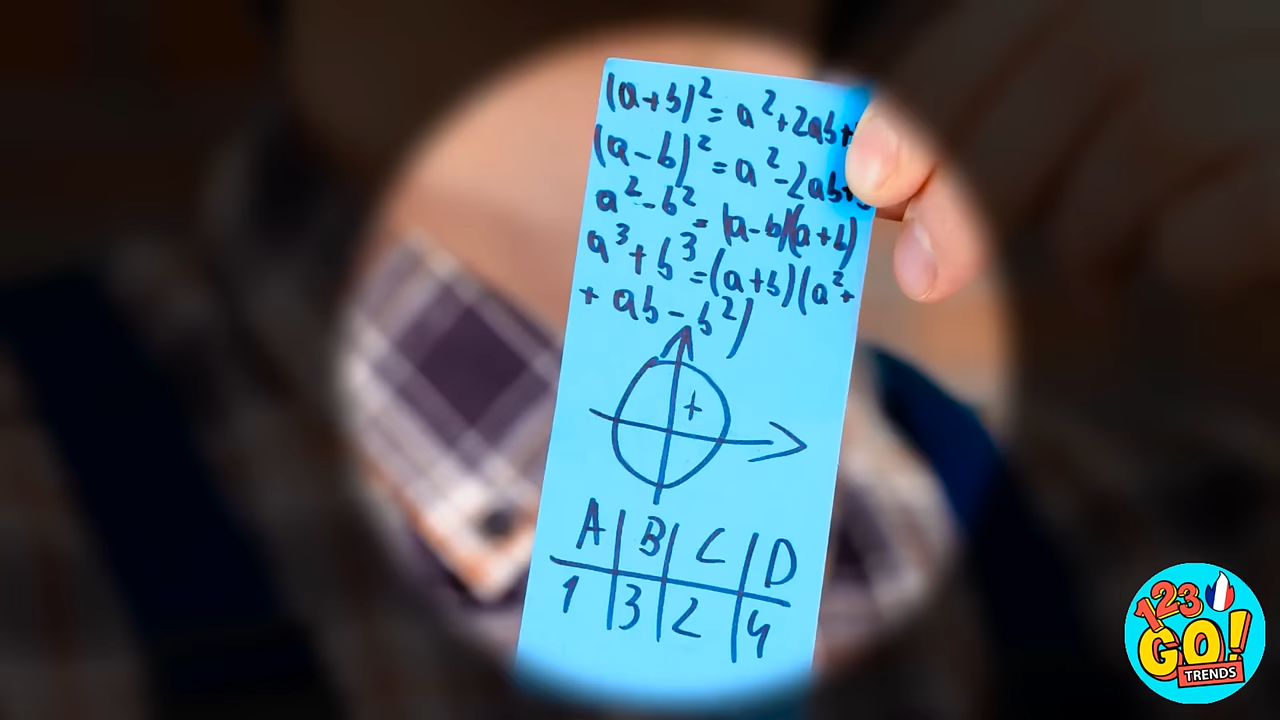 (a+b)² = a²+2ab+
(a-b)² = a²-2ab+
a²-b² = (a-b)(a+b)
a³+b³=(a+b)(a²+
+ab-b²)
+
A | B | C | D
1 | 3 | 2 | 4
123
GO!
TRENDS